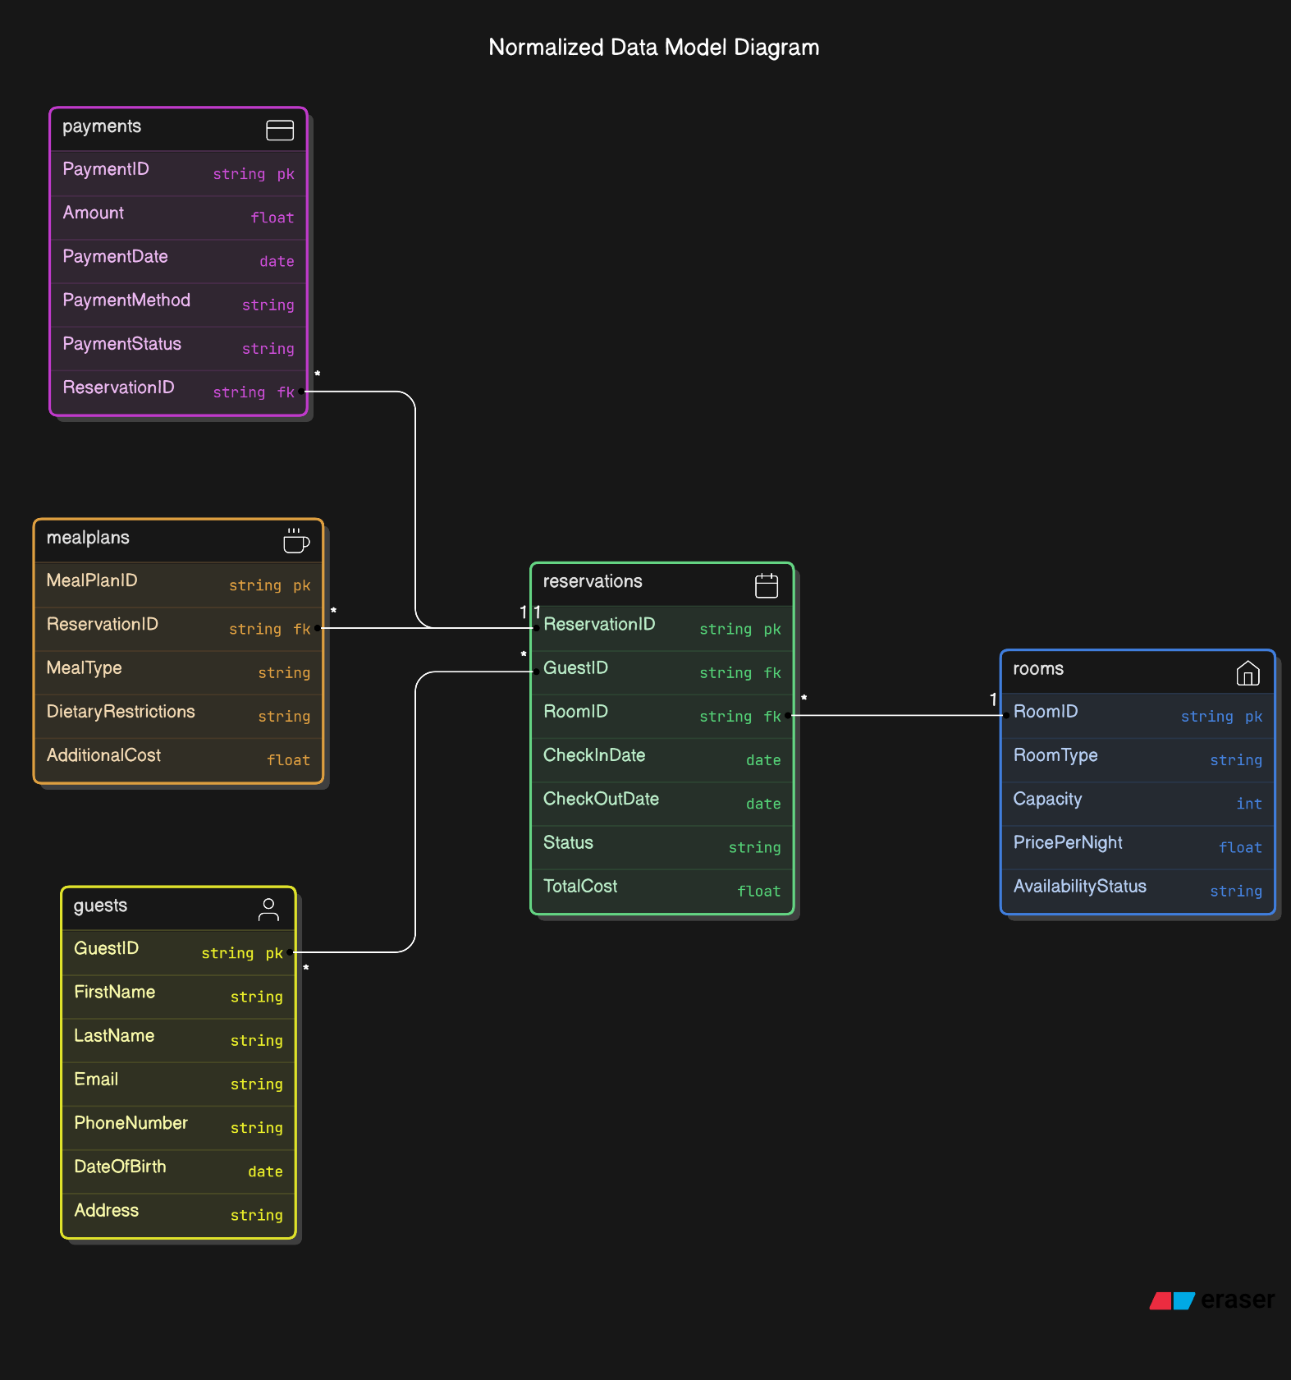 Normalized Data Model Diagram
payments
PaymentID string pk
Amount float
PaymentDate date
PaymentMethod string
PaymentStatus string
ReservationID string fk
*
mealplans
MealPlanID string pk
ReservationID string fk
MealType string
DietaryRestrictions string
AdditionalCost float
*
1 1
*
reservations
ReservationID string pk
GuestID string fk
RoomID string fk
CheckInDate date
CheckOutDate date
Status string
TotalCost float
*
1
rooms
RoomID string pk
RoomType string
Capacity int
PricePerNight float
AvailabilityStatus string
guests
GuestID string pk
FirstName string
LastName string
Email string
PhoneNumber string
DateOfBirth date
Address string
*
eraser